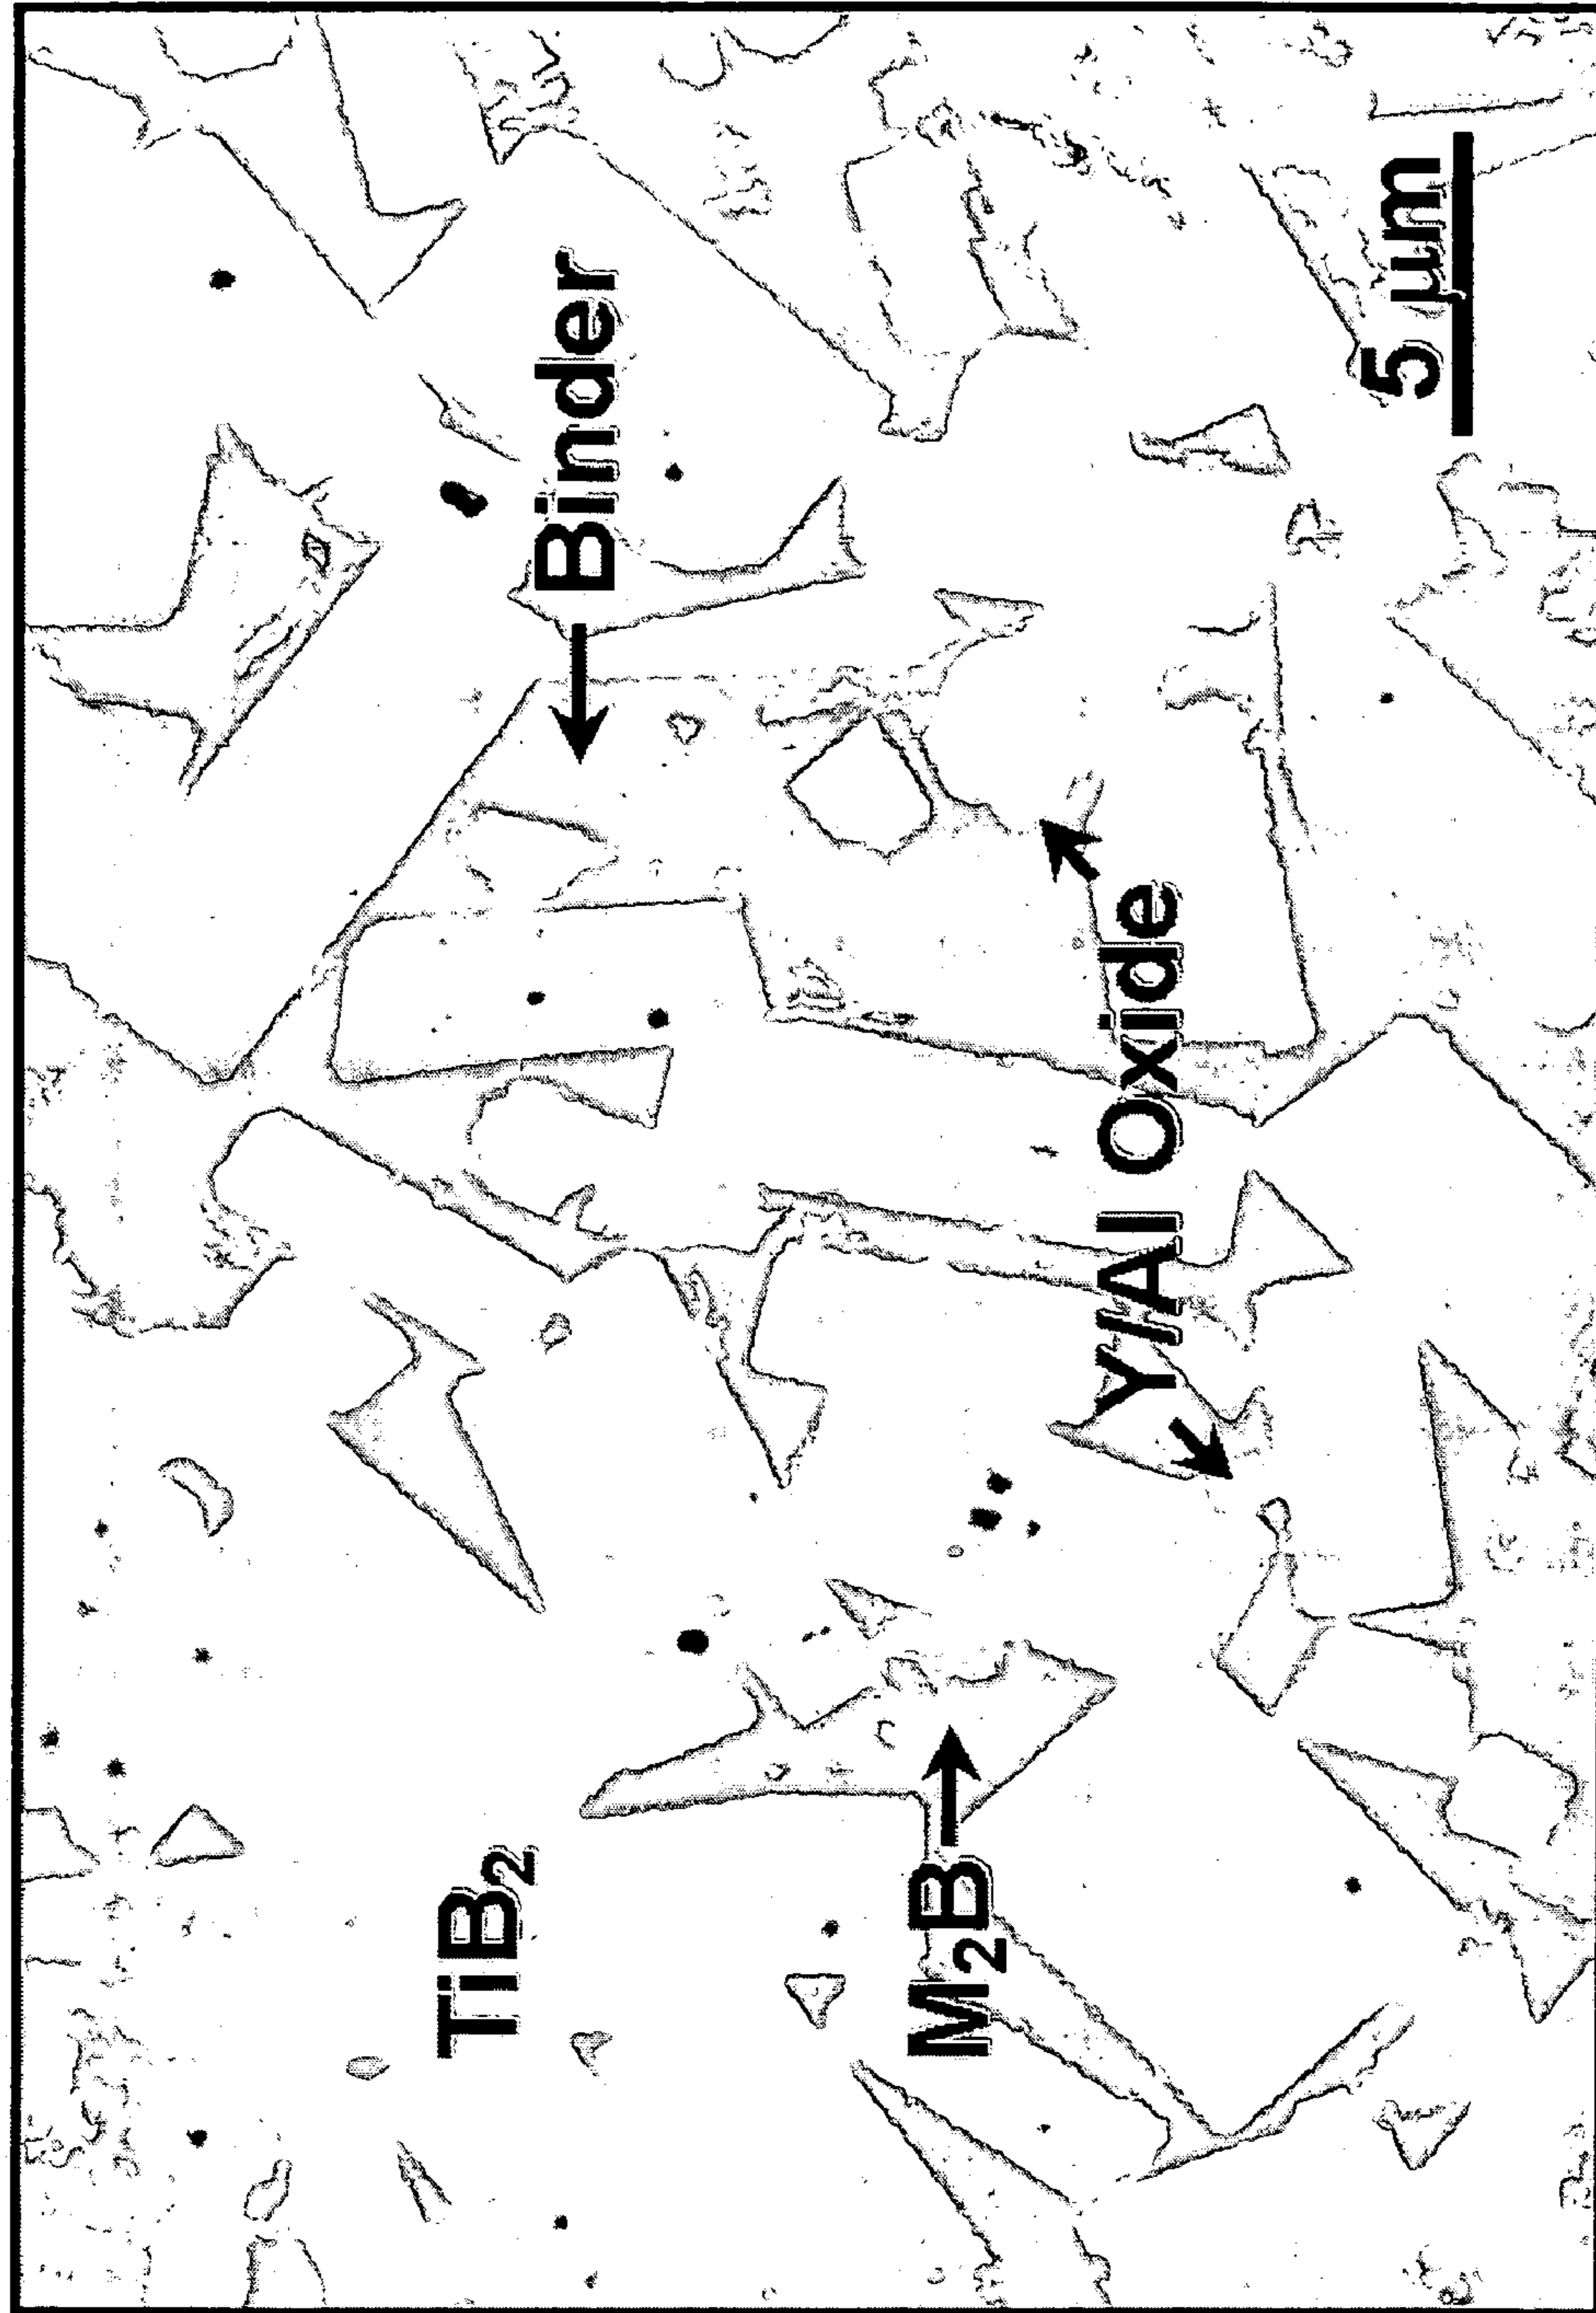 TiB₂
Binder
M₂B
Y/Al Oxide
5 µm